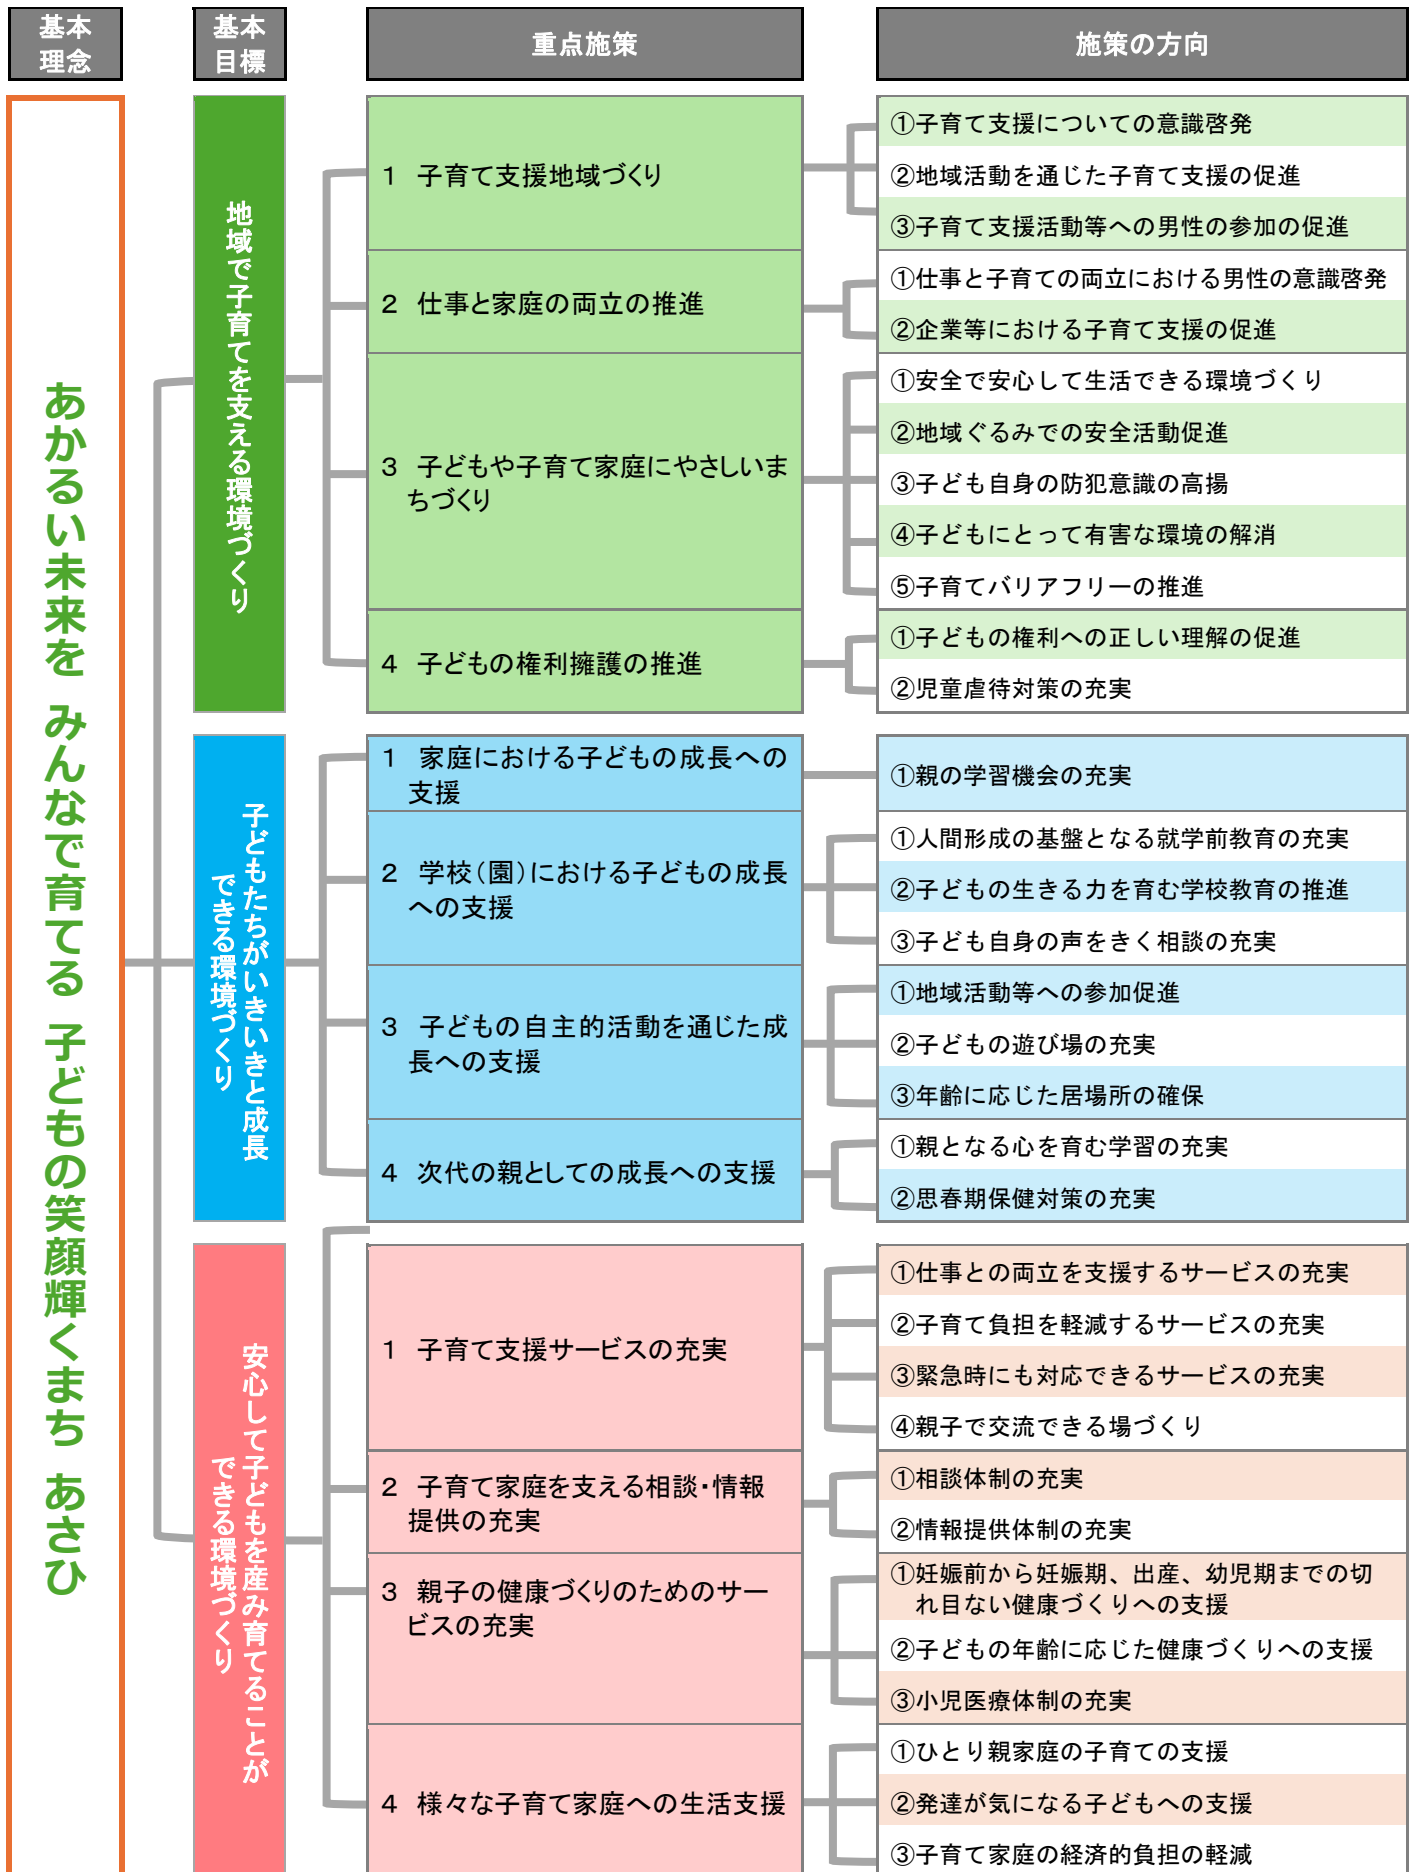 基本
理念
基本
目標
重点施策
施策の方向
あかるい未来を みんなで育てる 子どもの笑顔輝くまち あさひ
地域で子育てを支える環境づくり
1 子育て支援地域づくり
①子育て支援についての意識啓発
②地域活動を通じた子育て支援の促進
③子育て支援活動等への男性の参加の促進
2 仕事と家庭の両立の推進
①仕事と子育ての両立における男性の意識啓発
②企業等における子育て支援の促進
3 子どもや子育て家庭にやさしいま
ちづくり
①安全で安心して生活できる環境づくり
②地域ぐるみでの安全活動促進
③子ども自身の防犯意識の高揚
④子どもにとって有害な環境の解消
⑤子育てバリアフリーの推進
4 子どもの権利擁護の推進
①子どもの権利への正しい理解の促進
②児童虐待対策の充実
子どもたちがいきいきと成長
できる環境づくり
1 家庭における子どもの成長への
支援
①親の学習機会の充実
2 学校(園)における子どもの成長
への支援
①人間形成の基盤となる就学前教育の充実
②子どもの生きる力を育む学校教育の推進
③子ども自身の声をきく相談の充実
3 子どもの自主的活動を通じた成
長への支援
①地域活動等への参加促進
②子どもの遊び場の充実
③年齢に応じた居場所の確保
4 次代の親としての成長への支援
①親となる心を育む学習の充実
②思春期保健対策の充実
安心して子どもを産み育てることが
できる環境づくり
1 子育て支援サービスの充実
①仕事との両立を支援するサービスの充実
②子育て負担を軽減するサービスの充実
③緊急時にも対応できるサービスの充実
④親子で交流できる場づくり
2 子育て家庭を支える相談・情報
提供の充実
①相談体制の充実
②情報提供体制の充実
3 親子の健康づくりのためのサー
ビスの充実
①妊娠前から妊娠期、出産、幼児期までの切
れ目ない健康づくりへの支援
②子どもの年齢に応じた健康づくりへの支援
③小児医療体制の充実
4 様々な子育て家庭への生活支援
①ひとり親家庭の子育ての支援
②発達が気になる子どもへの支援
③子育て家庭の経済的負担の軽減